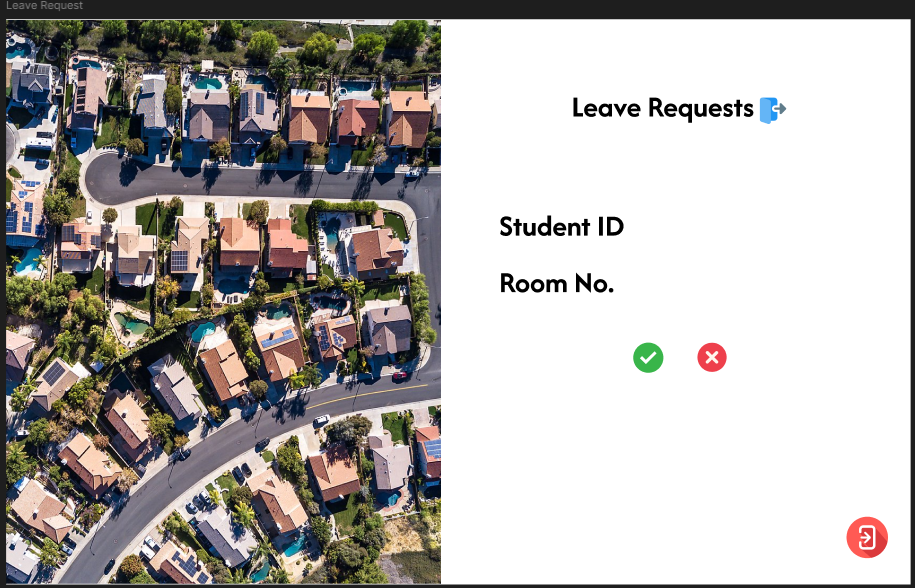 Leave Request
Leave Requests
Student ID
Room No.